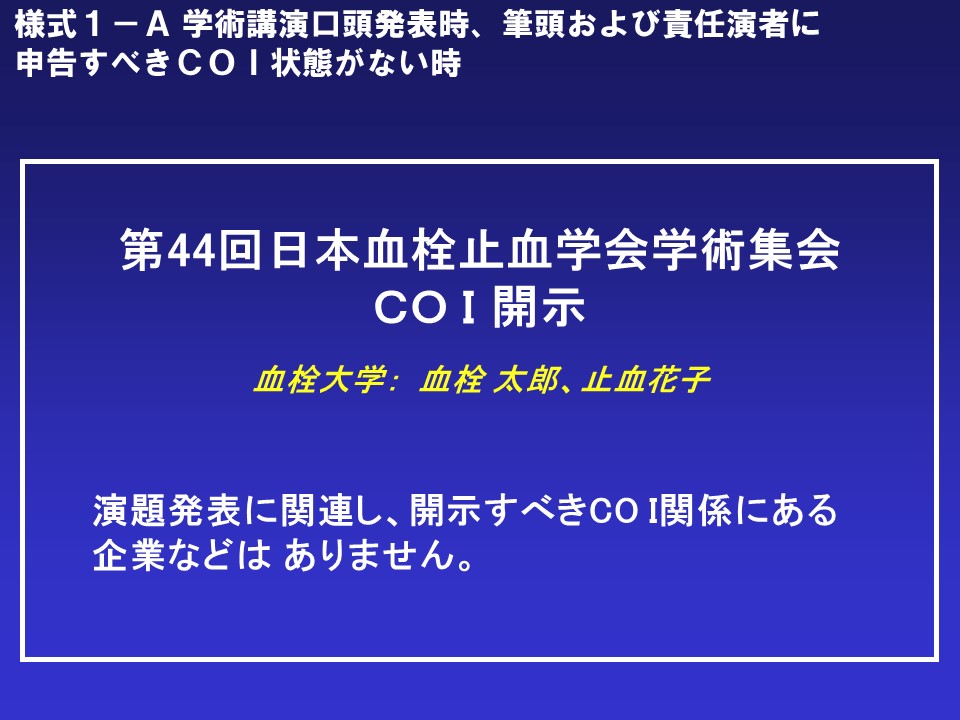 様式１－Ａ 学術講演口頭発表時、筆頭および責任演者に
申告すべきＣＯＩ状態がない時
第44回日本血栓止血学会学術集会
ＣＯ I 開示
血栓大学： 血栓 太郎、止血花子
演題発表に関連し、開示すべきCO I関係にある
企業などは ありません。